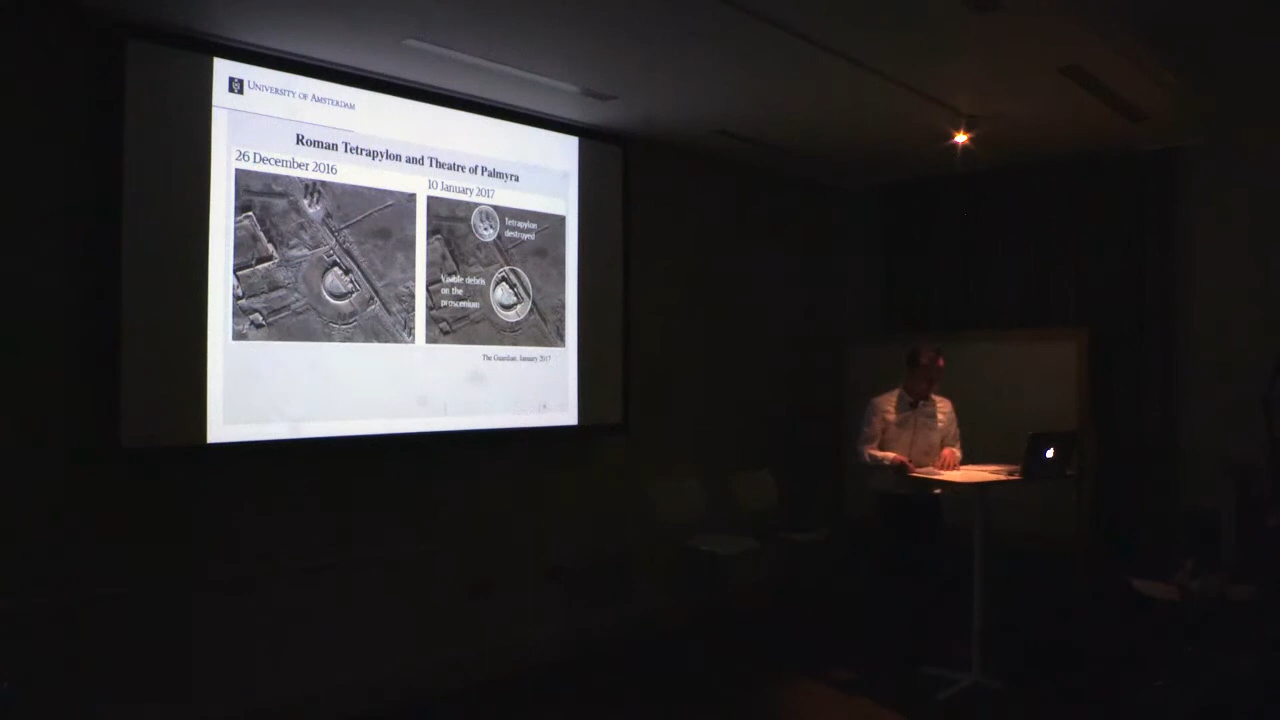 UNIVERSITY OF AMSTERDAM
Roman Tetrapylon and Theatre of Palmyra
26 December 2016
10 January 2017
Tetrapylon
destroyed
Visible debris
on the
proscenium
The Guardian, January 2017